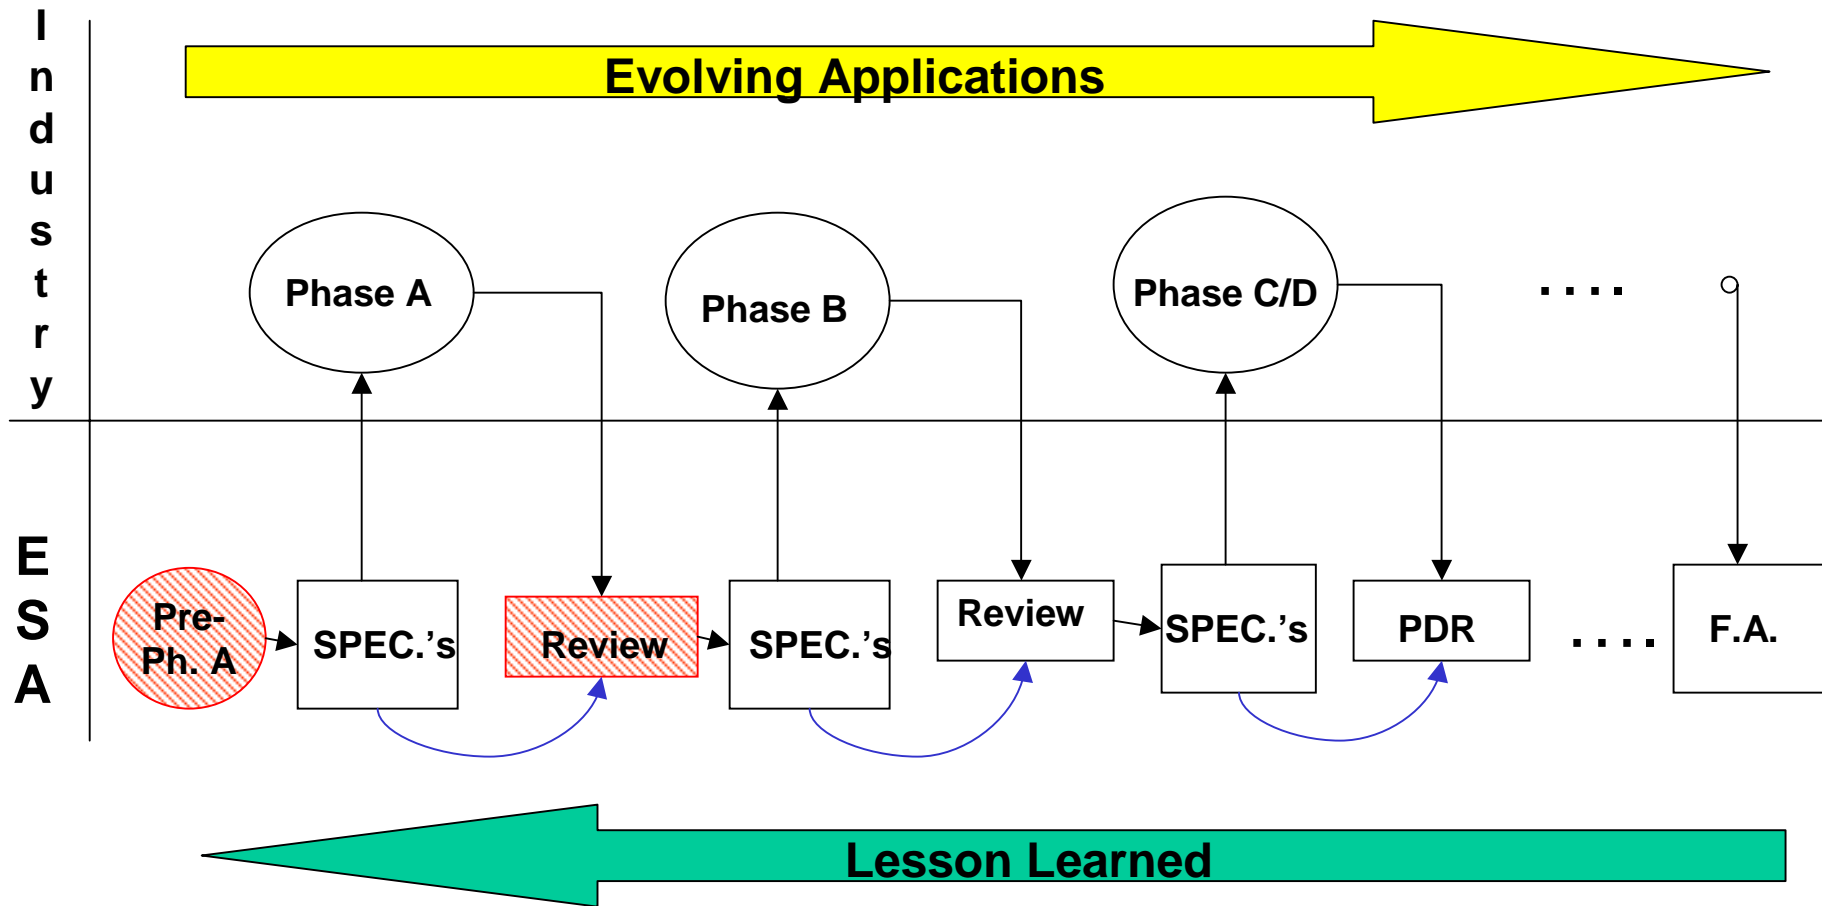 Industry
Evolving Applications
Phase A
Phase B
Phase C/D
. . . .
ESA
Pre-
Ph. A
SPEC.'s
Review
SPEC.'s
Review
SPEC.'s
PDR
. . . .
F.A.
Lesson Learned